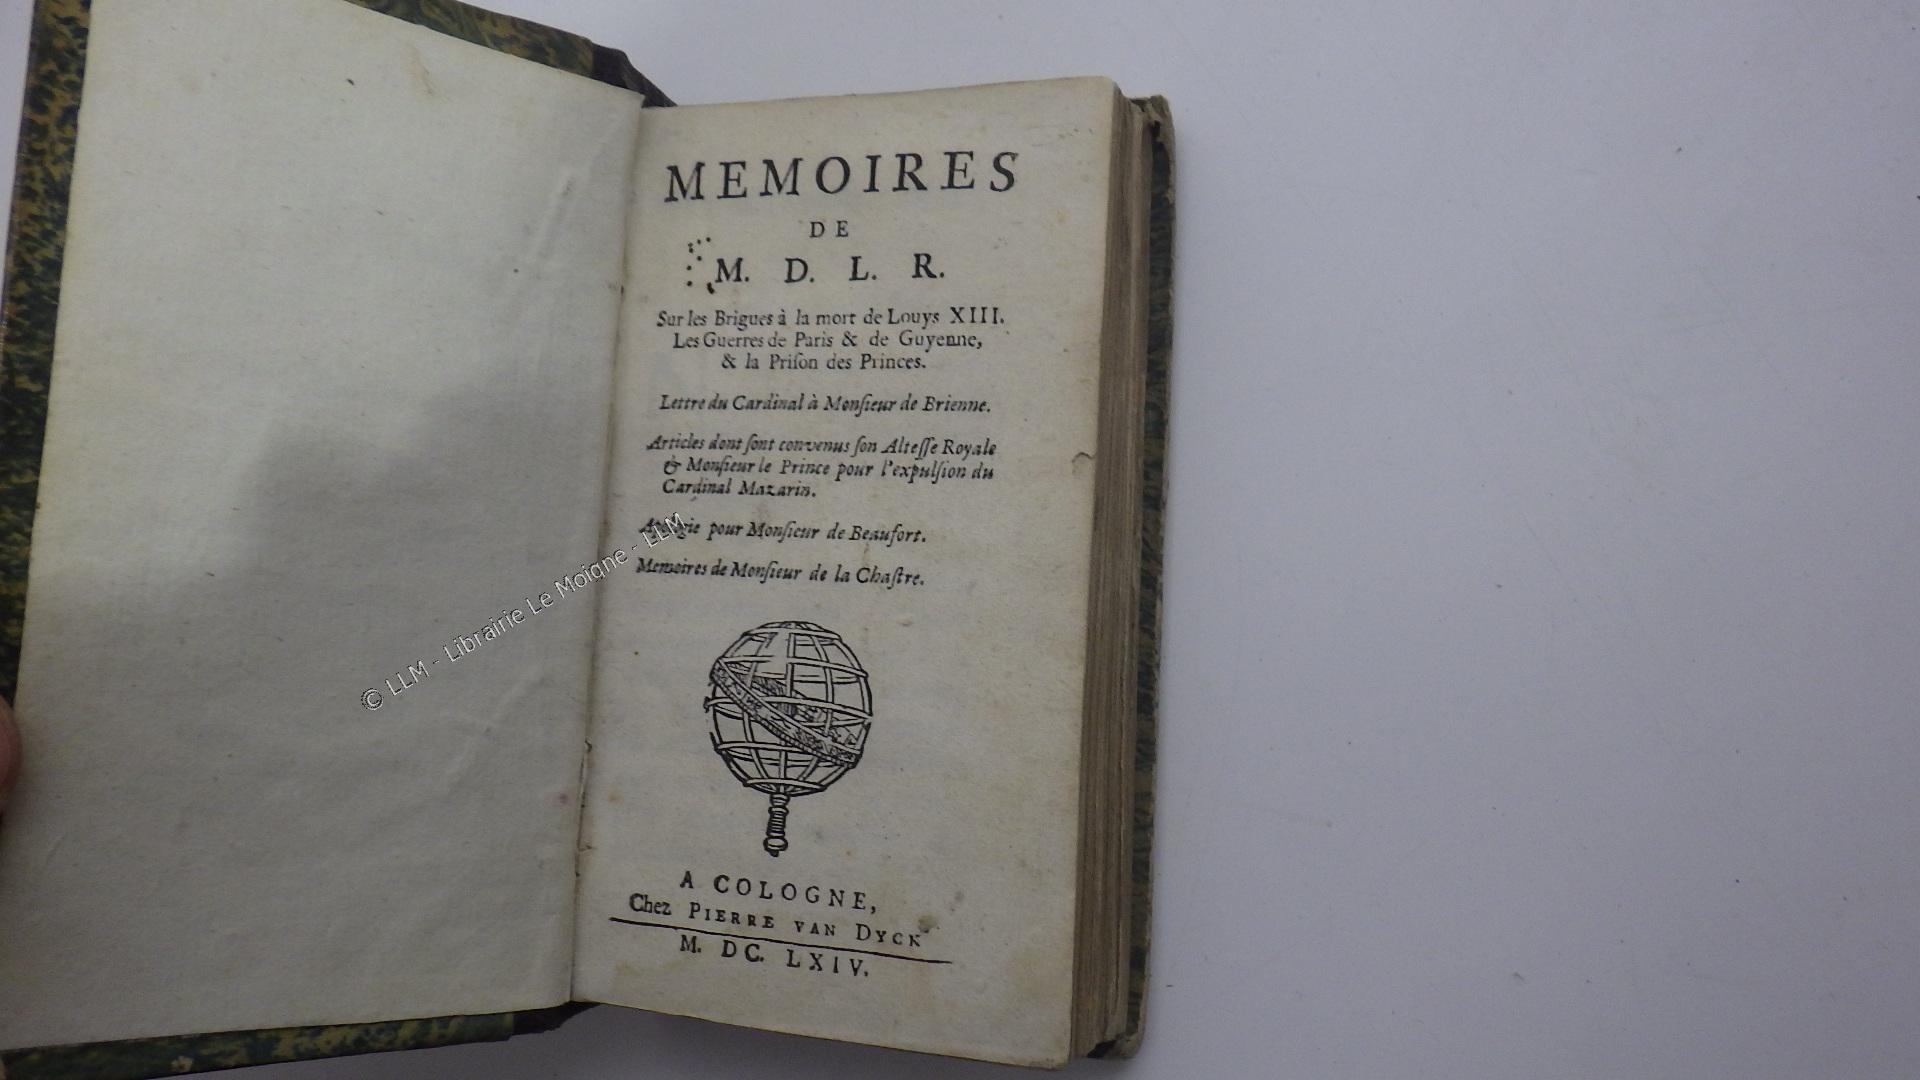 MEMOIRES
DE
M. D. L. R.
Sur les Brigues à la mort de Louys XIII.
Les Guerres de Paris & de Guyenne,
& la Priſon des Princes.
Lettre du Cardinal à Monſieur de Brienne.
Articles dont ſont convenus ſon Alteſſe Royale
& Monſieur le Prince pour l'expulſion du
Cardinal Mazarin.
pour Monſieur de Beaufort.
Memoires de Monſieur de la Chaſtre.
A COLOGNE,
Chez PIERRE VAN DYCK
M. DC. LXIV.
© LLM - Librairie Le Moigne - LLM